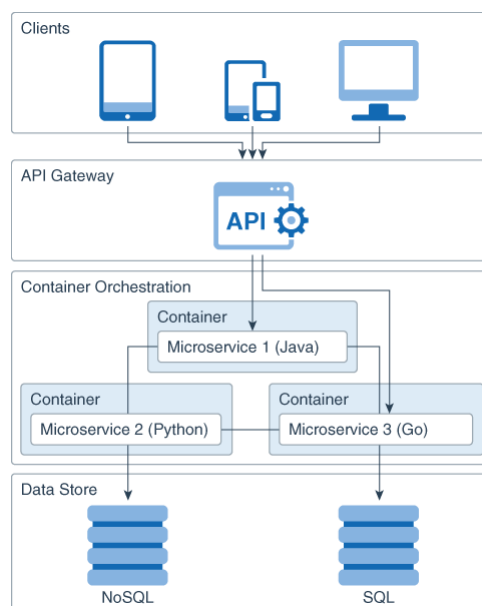 Clients
API Gateway
API
Container Orchestration
Container
Microservice 1 (Java)
Container
Microservice 2 (Python)
Container
Microservice 3 (Go)
Data Store
NoSQL
SQL